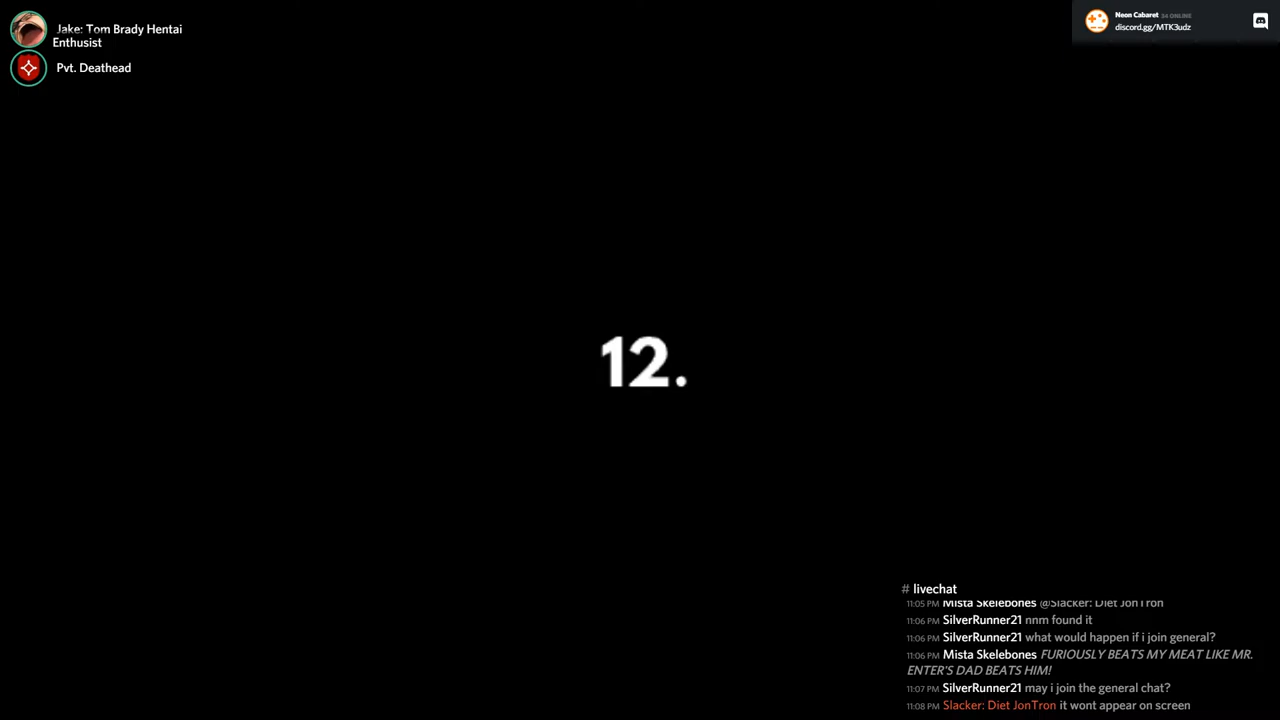 Jake: Tom Brady Hentai
Enthusist
Pvt. Deathead
Neon Cabaret 34 ONLINE
discord.gg/MTK3udz
12.
# livechat
11:05 PM Mista Skelebones @Slacker: Diet JonTron
11:06 PM SilverRunner21 nnm found it
11:06 PM SilverRunner21 what would happen if i join general?
11:06 PM Mista Skelebones FURIOUSLY BEATS MY MEAT LIKE MR.
ENTER'S DAD BEATS HIM!
11:07 PM SilverRunner21 may i join the general chat?
11:08 PM Slacker: Diet JonTron it wont appear on screen